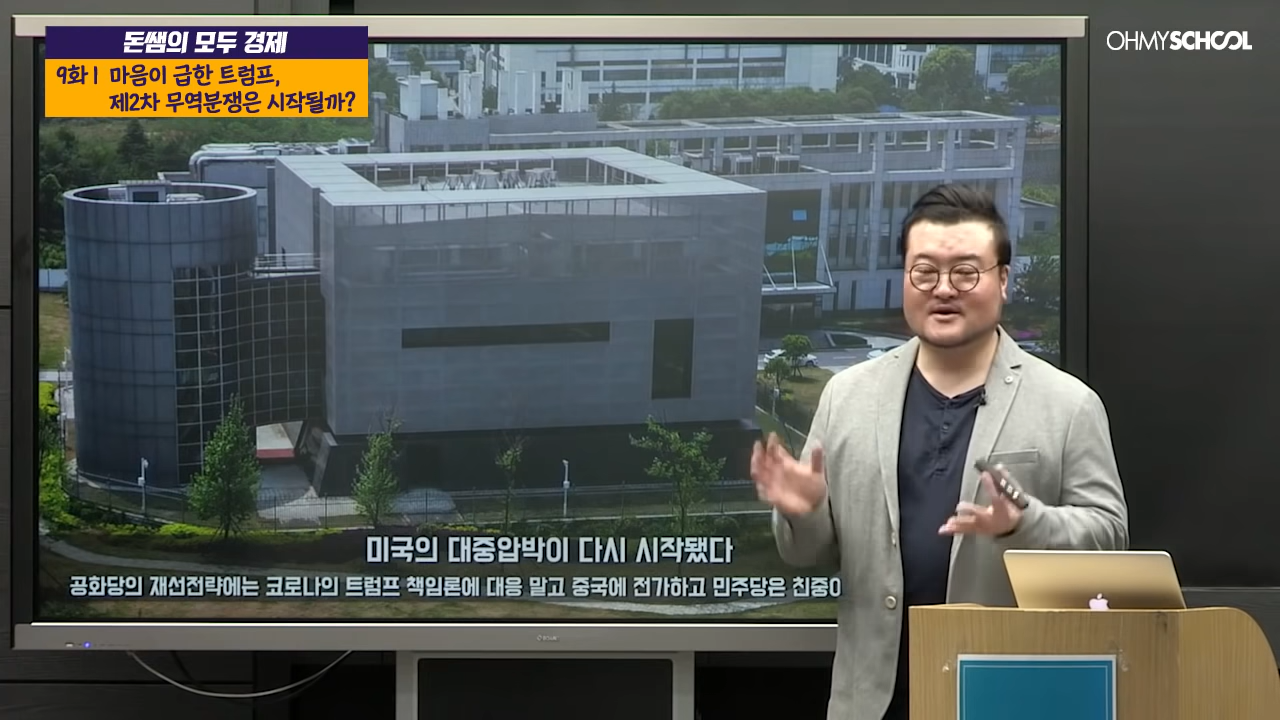 돈쌤의 모두 경제
9화 | 마음이 급한 트럼프,
제2차 무역분쟁은 시작될까?
OHMYSCHOOL
미국의 대중압박이 다시 시작됐다
공화당의 재선전략에는 코로나의 트럼프 책임론에 대응 말고 중국에 전가하고 민주당은 친중이